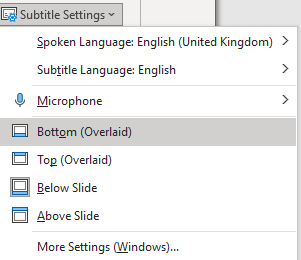 Subtitle Settings
Spoken Language: English (United Kingdom)
Subtitle Language: English
Microphone
Bottom (Overlaid)
Top (Overlaid)
Below Slide
Above Slide
More Settings (Windows)...